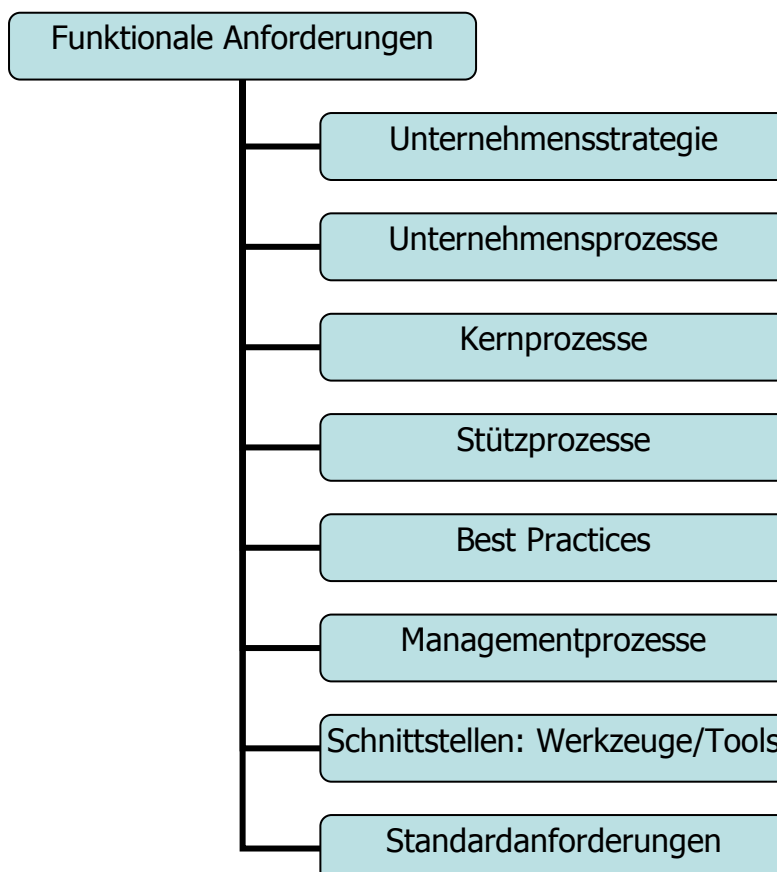 Funktionale Anforderungen
Unternehmensstrategie
Unternehmensprozesse
Kernprozesse
Stützprozesse
Best Practices
Managementprozesse
Schnittstellen: Werkzeuge/Tools
Standardanforderungen